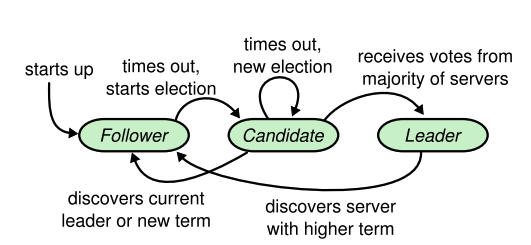 starts up
times out,
starts election
times out,
new election
receives votes from
majority of servers
Follower
Candidate
Leader
discovers current
leader or new term
discovers server
with higher term